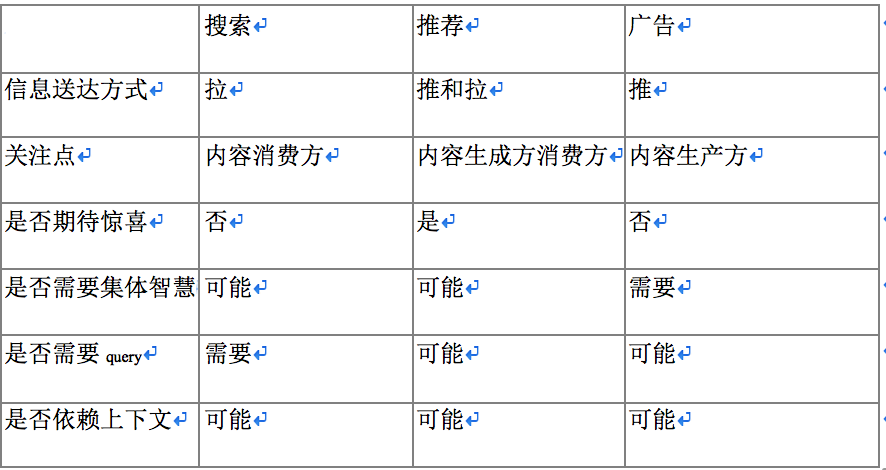 搜索 推荐 广告
信息送达方式 拉 推和拉 推
关注点 内容消费方 内容生成方消费方 内容生产方
是否期待惊喜 否 是 否
是否需要集体智慧 可能 可能 需要
是否需要 query 需要 可能 可能
是否依赖上下文 可能 可能 可能